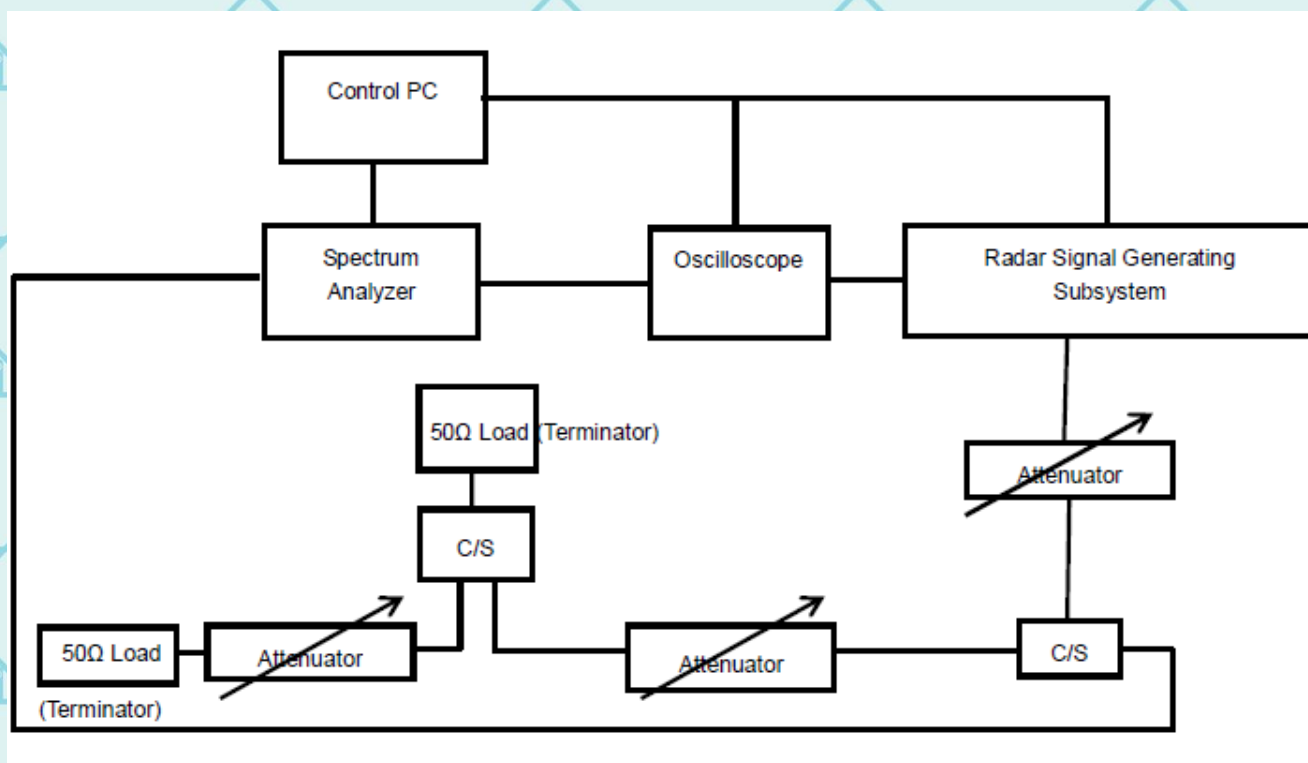 Control PC
Spectrum
Analyzer
Oscilloscope
Radar Signal Generating
Subsystem
50Ω Load (Terminator)
Attenuator
C/S
50Ω Load
(Terminator)
Attenuator
Attenuator
C/S